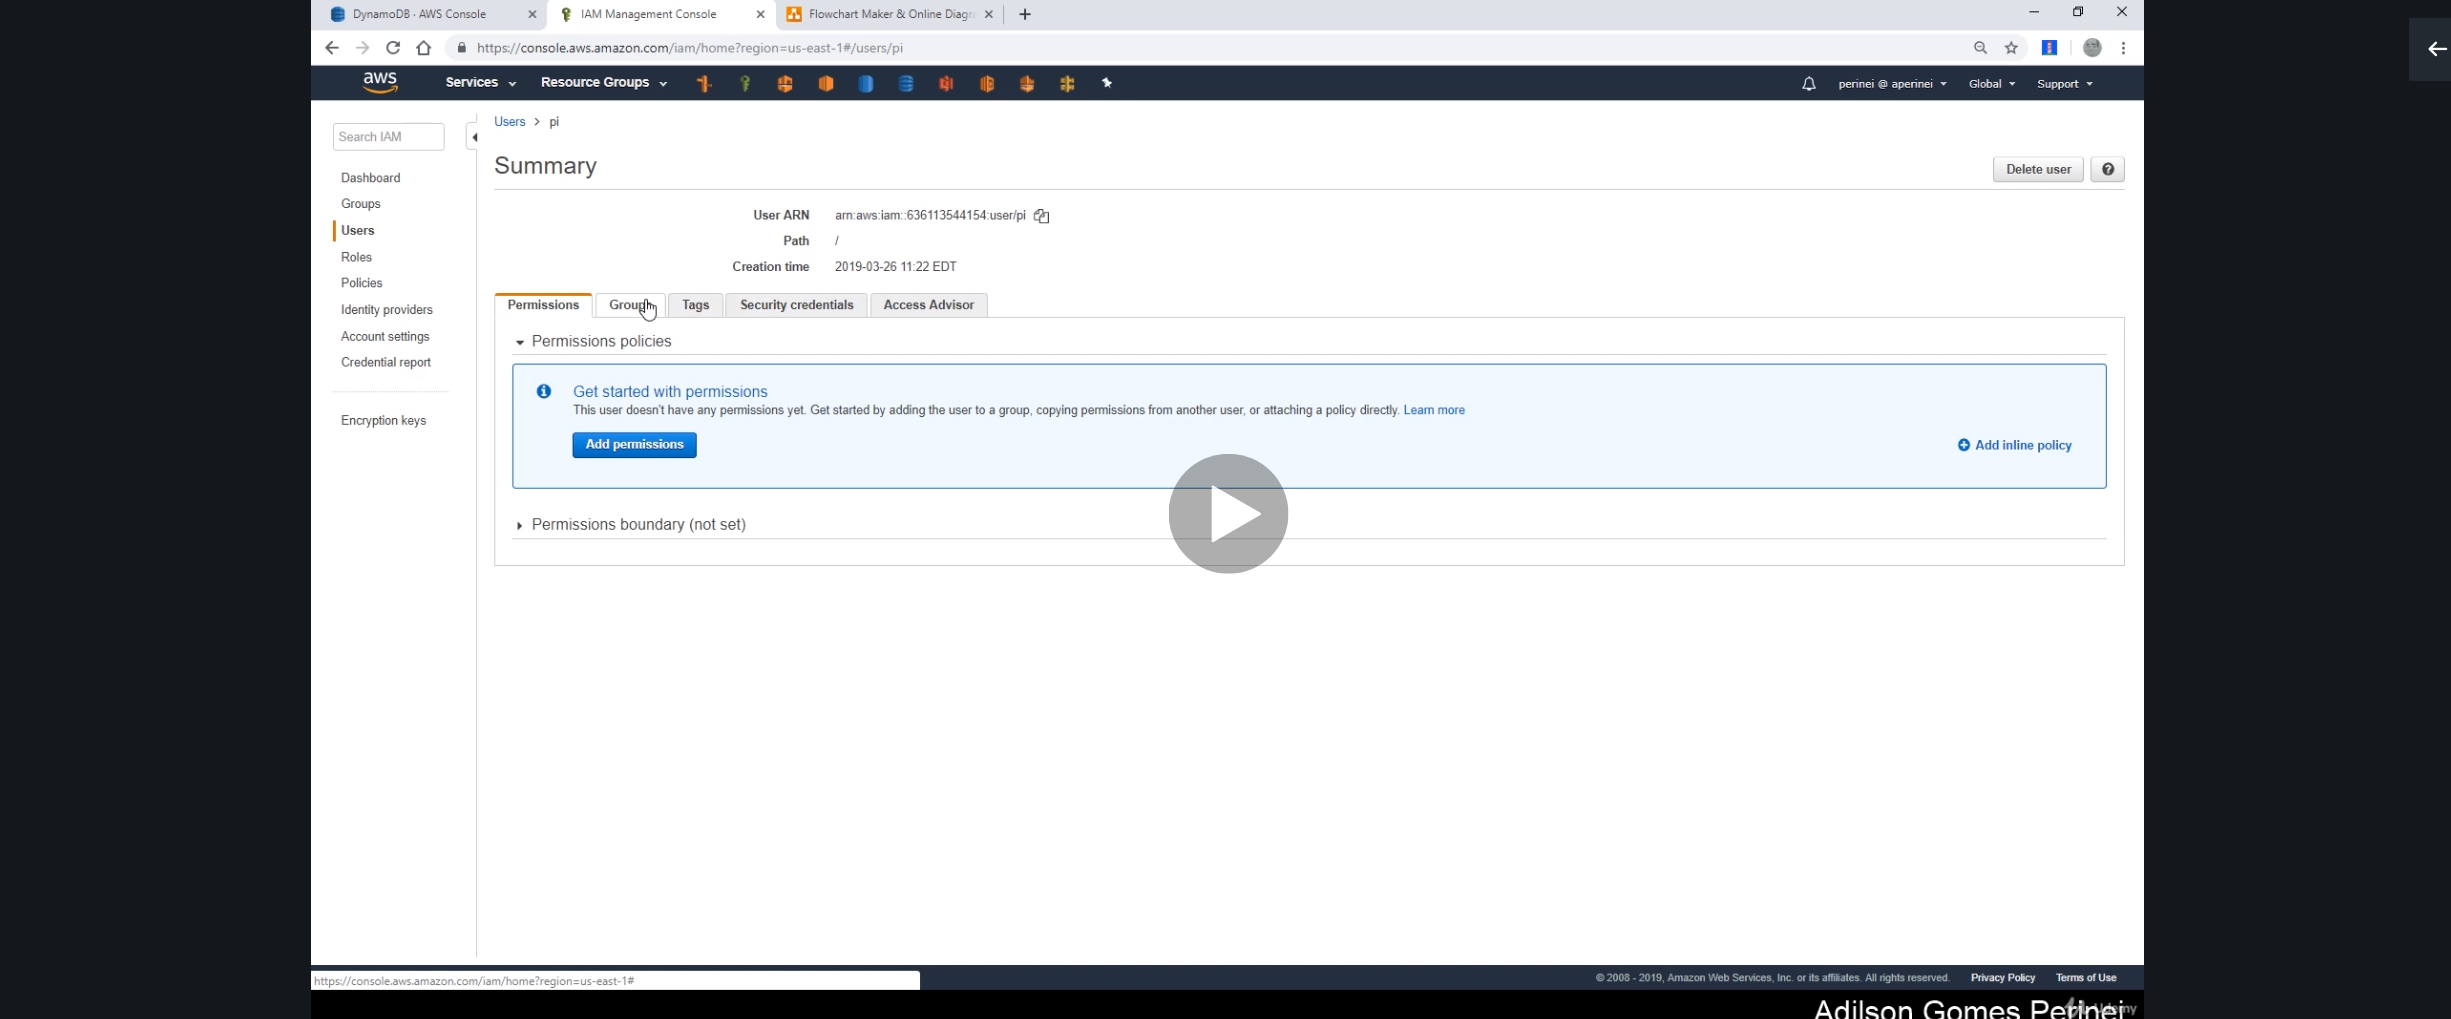 DynamoDB · AWS Console
IAM Management Console
Flowchart Maker & Online Diagr
https://console.aws.amazon.com/iam/home?region=us-east-1#/users/pi
aws Services Resource Groups perinei @ aperinei Global Support
Search IAM
Dashboard
Groups
Users
Roles
Policies
Identity providers
Account settings
Credential report
Encryption keys
Users > pi
Summary
Delete user
User ARN arn:aws:iam::636113544154:user/pi
Path /
Creation time 2019-03-26 11:22 EDT
Permissions Groups Tags Security credentials Access Advisor
Permissions policies
Get started with permissions
This user doesn't have any permissions yet. Get started by adding the user to a group, copying permissions from another user, or attaching a policy directly. Learn more
Add permissions
Add inline policy
Permissions boundary (not set)
https://console.aws.amazon.com/iam/home?region=us-east-1#
© 2008 - 2019, Amazon Web Services, Inc. or its affiliates. All rights reserved. Privacy Policy Terms of Use
Adilson Gomes Perinei
Udemy